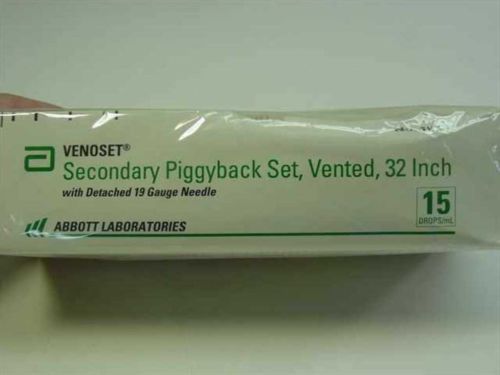 VENOSET®
Secondary Piggyback Set, Vented, 32 Inch
with Detached 19 Gauge Needle
15
DROPS/mL
ABBOTT LABORATORIES